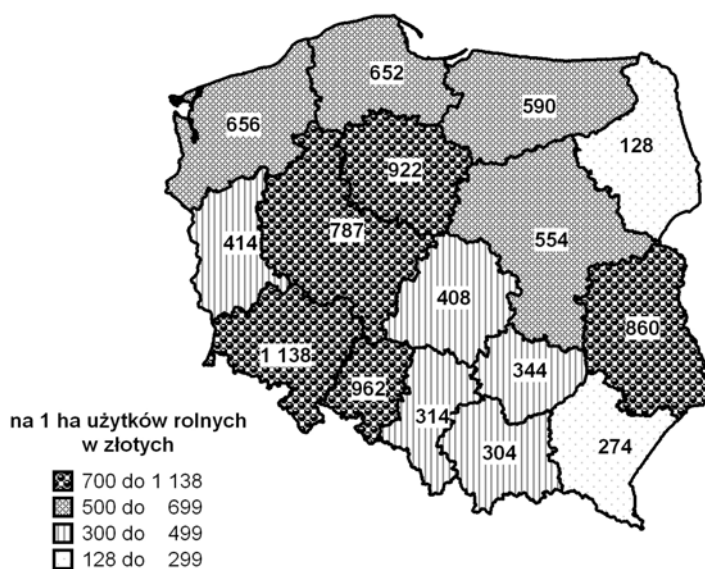 652
590
656
128
922
787
414
554
408
860
1 138
344
962
314
304
274
na 1 ha użytków rolnych
w złotych
700 do 1 138
500 do 699
300 do 499
128 do 299